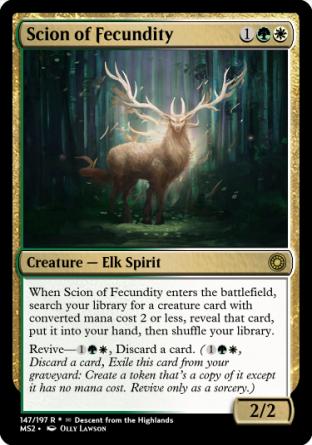 Scion of Fecundity 1
Creature — Elk Spirit
When Scion of Fecundity enters the battlefield,
search your library for a creature card with
converted mana cost 2 or less, reveal that card,
put it into your hand, then shuffle your library.
Revive—1, Discard a card. (1,
Discard a card, Exile this card from your
graveyard: Create a token that's a copy of it except
it has no mana cost. Revive only as a sorcery.)
2/2
147/197 R • Descent from the Highlands
MS2 • Olly Lawson